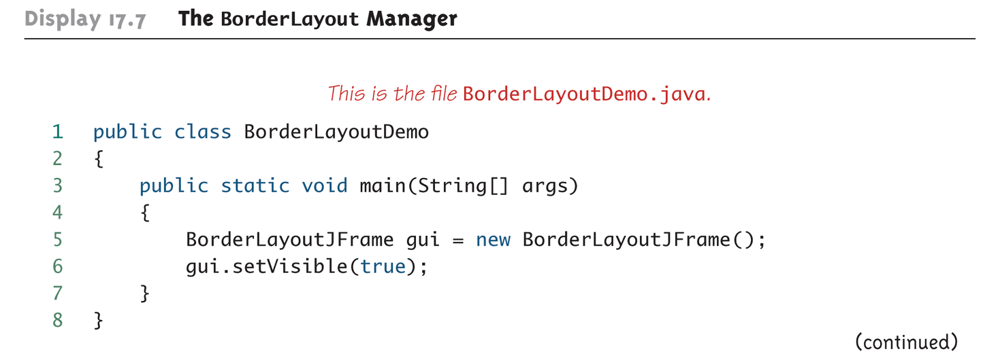 Display 17.7 The BorderLayout Manager
This is the file BorderLayoutDemo.java.
1 public class BorderLayoutDemo
2 {
3     public static void main(String[] args)
4     {
5         BorderLayoutJFrame gui = new BorderLayoutJFrame();
6         gui.setVisible(true);
7     }
8 }
(continued)